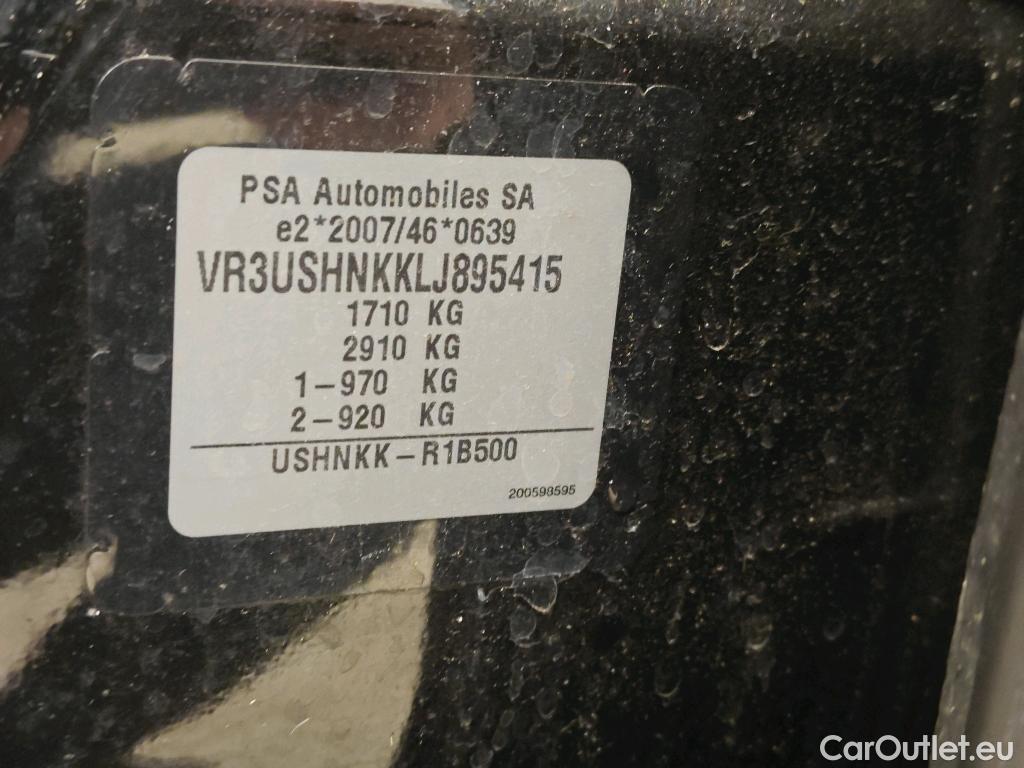 PSA Automobiles SA
e2*2007/46*0639
VR3USHNKKLJ895415
1710 KG
2910 KG
1-970 KG
2-920 KG
USHNKK-R1B500
200598595
CarOutlet.eu